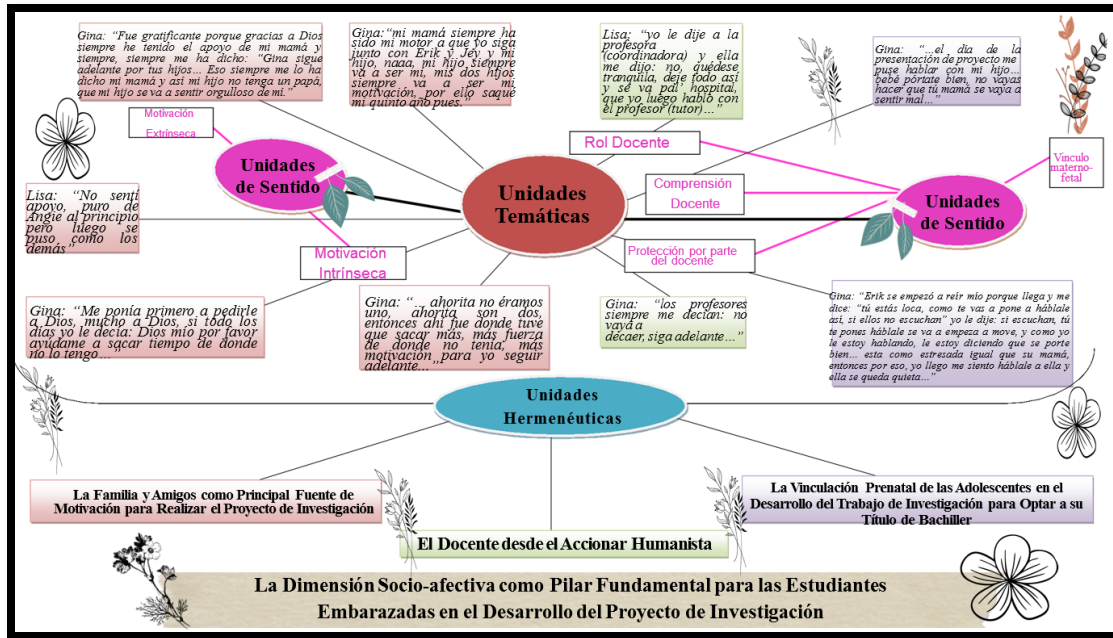 Gina: “Fue gratificante porque gracias a Dios
siempre he tenido el apoyo de mi mamá y
siempre, siempre me ha dicho: “Gina sigue
adelante por tus hijos… Eso siempre me lo ha
dicho mi mamá y así mi hijo no tenga un papá,
que mi hijo se va a sentir orgulloso de mí.”
Gina:“mi mamá siempre ha
sido mi motor a que yo siga
junto con Erik y Jey y mi
hijo, naaa, mi hijo siempre
va a ser mi, mis dos hijos
siempre va a ser mi
motivación, por ello saqué
mi quinto año pues.”
Lisa: “yo le dije a la
profesora
(coordinadora) y ella
me dijo: no, quédese
tranquila, deje todo así
y se va pal’ hospital,
que yo luego hablo con
el profesor (tutor)…”
Gina: “…el día de la
presentación de proyecto me
puse hablar con mi hijo…
bebé pórtate bien, no vayas
hacer que tú mamá se vaya a
sentir mal…”
Motivación
Extrínseca
Rol Docente
Vinculo
materno-
fetal
Unidades
de Sentido
Unidades
Temáticas
Comprensión
Docente
Unidades
de Sentido
Lisa: “No sentí
apoyo, puro de
Angie al principio
pero luego se
puso como los
demás”
Motivación
Intrínseca
Protección por parte
del docente
Gina: “Me ponía primero a pedirle
a Dios, mucho a Dios, si todo los
días yo le decía: Dios mío por favor
ayúdame a sacar tiempo de donde
no lo tengo…”
Gina: “… ahorita no éramos
uno, ahorita son dos,
entonces ahí fue donde tuve
que sacar más, más fuerza
de donde no tenía, más
motivación para yo seguir
adelante…
Gina: “los profesores
siempre me decían: no
vaya a
decaer, siga adelante…”
Gina: “Erik se empezó a reír mío porque llega y me
dice: “tú estás loca, como te vas a pone a háblale
así, si ellos no escuchan” yo le dije: si escuchan, tú
te pones háblale se va a empeza a move, y como yo
le estoy hablando, le estoy diciendo que se porte
bien… esta como estresada igual que su mamá,
entonces por eso, yo llego me siento háblale a ella y
ella se queda quieta…”
Unidades
Hermenéuticas
La Familia y Amigos como Principal Fuente de
Motivación para Realizar el Proyecto de Investigación
El Docente desde el Accionar Humanista
La Vinculación Prenatal de las Adolescentes en el
Desarrollo del Trabajo de Investigación para Optar a su
Título de Bachiller
La Dimensión Socio-afectiva como Pilar Fundamental para las Estudiantes
Embarazadas en el Desarrollo del Proyecto de Investigación